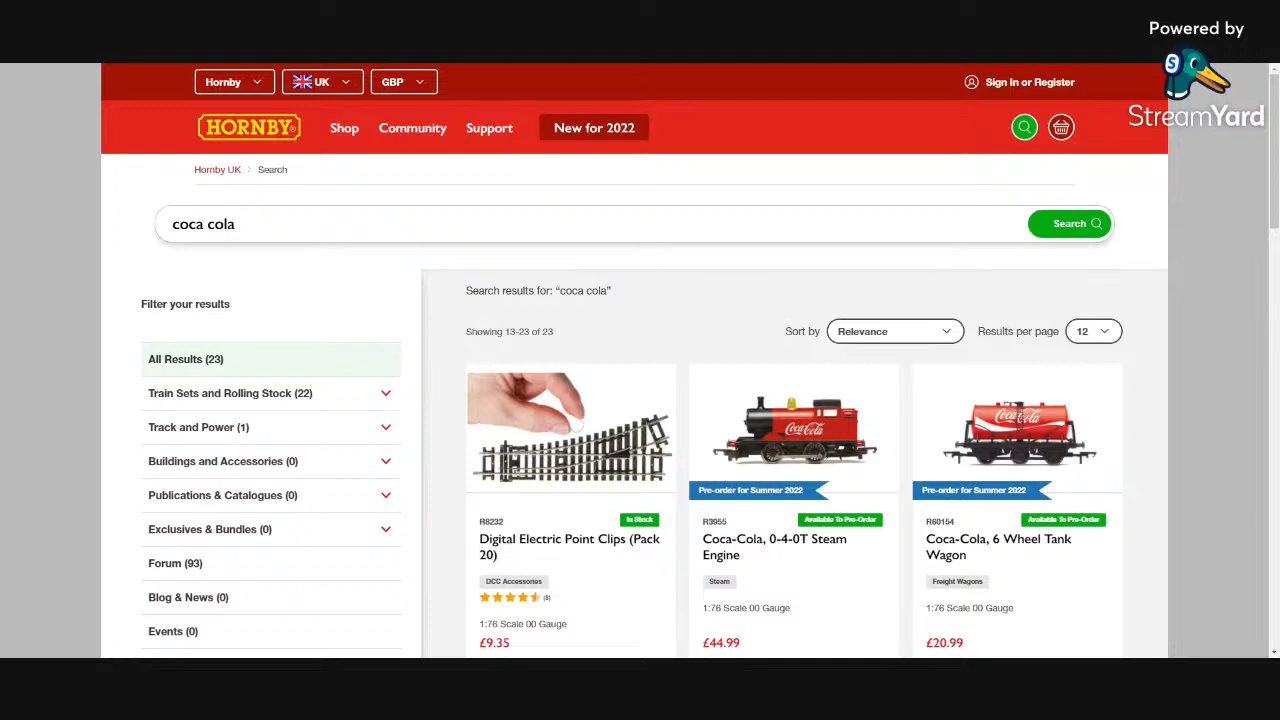 Powered by
StreamYard
Hornby
UK
GBP
Sign In or Register
HORNBY
Shop
Community
Support
New for 2022
Hornby UK > Search
coca cola
Search
Filter your results
All Results (23)
Train Sets and Rolling Stock (22)
Track and Power (1)
Buildings and Accessories (0)
Publications & Catalogues (0)
Exclusives & Bundles (0)
Forum (93)
Blog & News (0)
Events (0)
Search results for: “coca cola”
Showing 13-23 of 23
Sort by Relevance
Results per page 12
R8232
In Stock
Digital Electric Point Clips (Pack
20)
DCC Accessories
(8)
1:76 Scale 00 Gauge
£9.35
Coca-Cola
Pre-order for Summer 2022
R3955
Available To Pre-Order
Coca-Cola, 0-4-0T Steam
Engine
Steam
1:76 Scale 00 Gauge
£44.99
Coca-Cola
Pre-order for Summer 2022
R60154
Available To Pre-Order
Coca-Cola, 6 Wheel Tank
Wagon
Freight Wagons
1:76 Scale 00 Gauge
£20.99